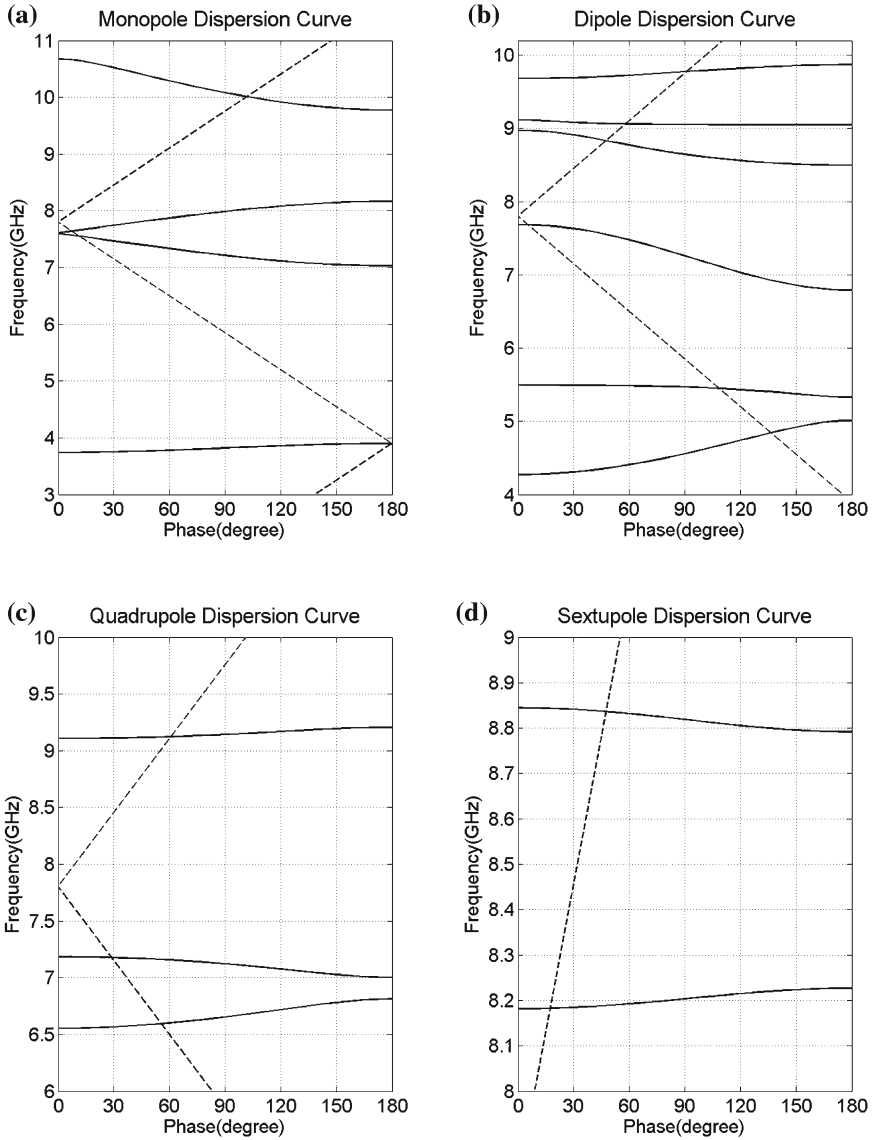 (a) Monopole Dispersion Curve
11
10
9
8
7
6
5
4
3
Frequency(GHz)
0 30 60 90 120 150 180
Phase(degree)
(b) Dipole Dispersion Curve
10
9
8
7
6
5
4
Frequency(GHz)
0 30 60 90 120 150 180
Phase(degree)
(c) Quadrupole Dispersion Curve
10
9.5
9
8.5
8
7.5
7
6.5
6
Frequency(GHz)
0 30 60 90 120 150 180
Phase(degree)
(d) Sextupole Dispersion Curve
9
8.9
8.8
8.7
8.6
8.5
8.4
8.3
8.2
8.1
8
Frequency(GHz)
0 30 60 90 120 150 180
Phase(degree)